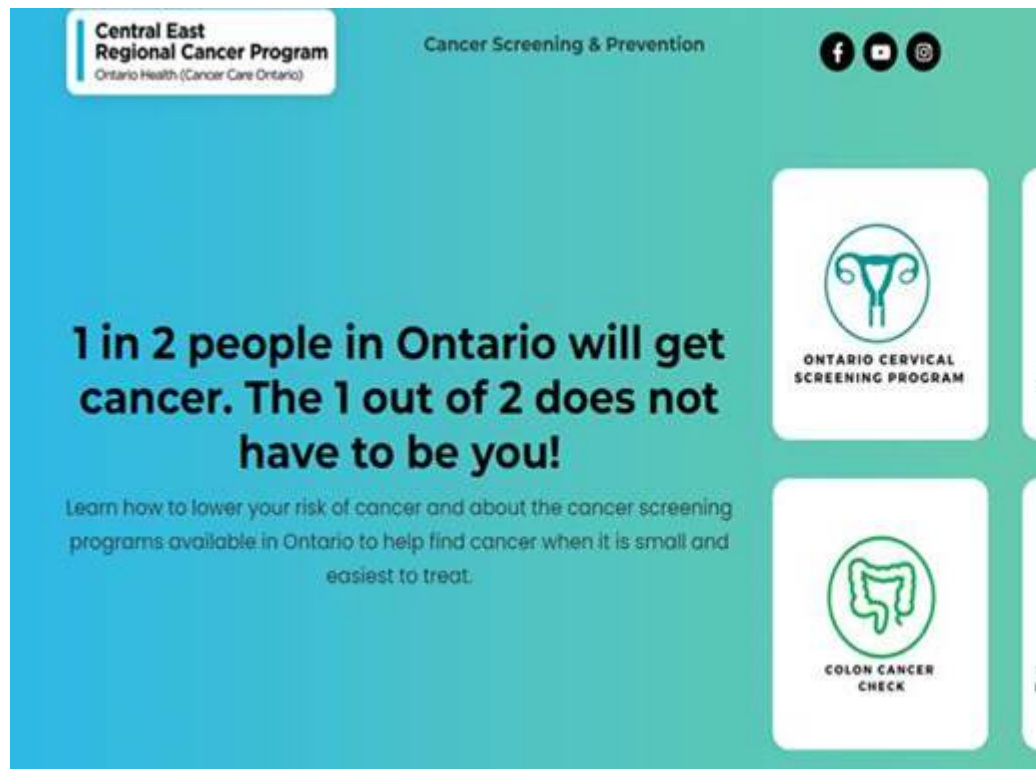 Central East
Regional Cancer Program
Ontario Health (Cancer Care Ontario)
Cancer Screening & Prevention
1 in 2 people in Ontario will get
cancer. The 1 out of 2 does not
have to be you!
Learn how to lower your risk of cancer and about the cancer screening
programs available in Ontario to help find cancer when it is small and
easiest to treat.
ONTARIO CERVICAL
SCREENING PROGRAM
COLON CANCER
CHECK